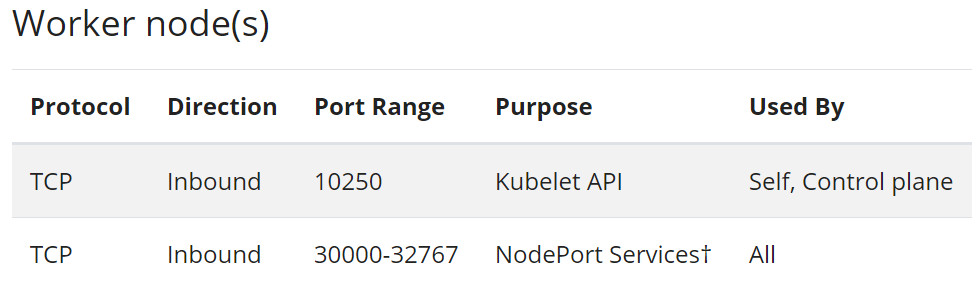 Worker node(s)
Protocol Direction Port Range Purpose Used By
TCP Inbound 10250 Kubelet API Self, Control plane
TCP Inbound 30000-32767 NodePort Services† All